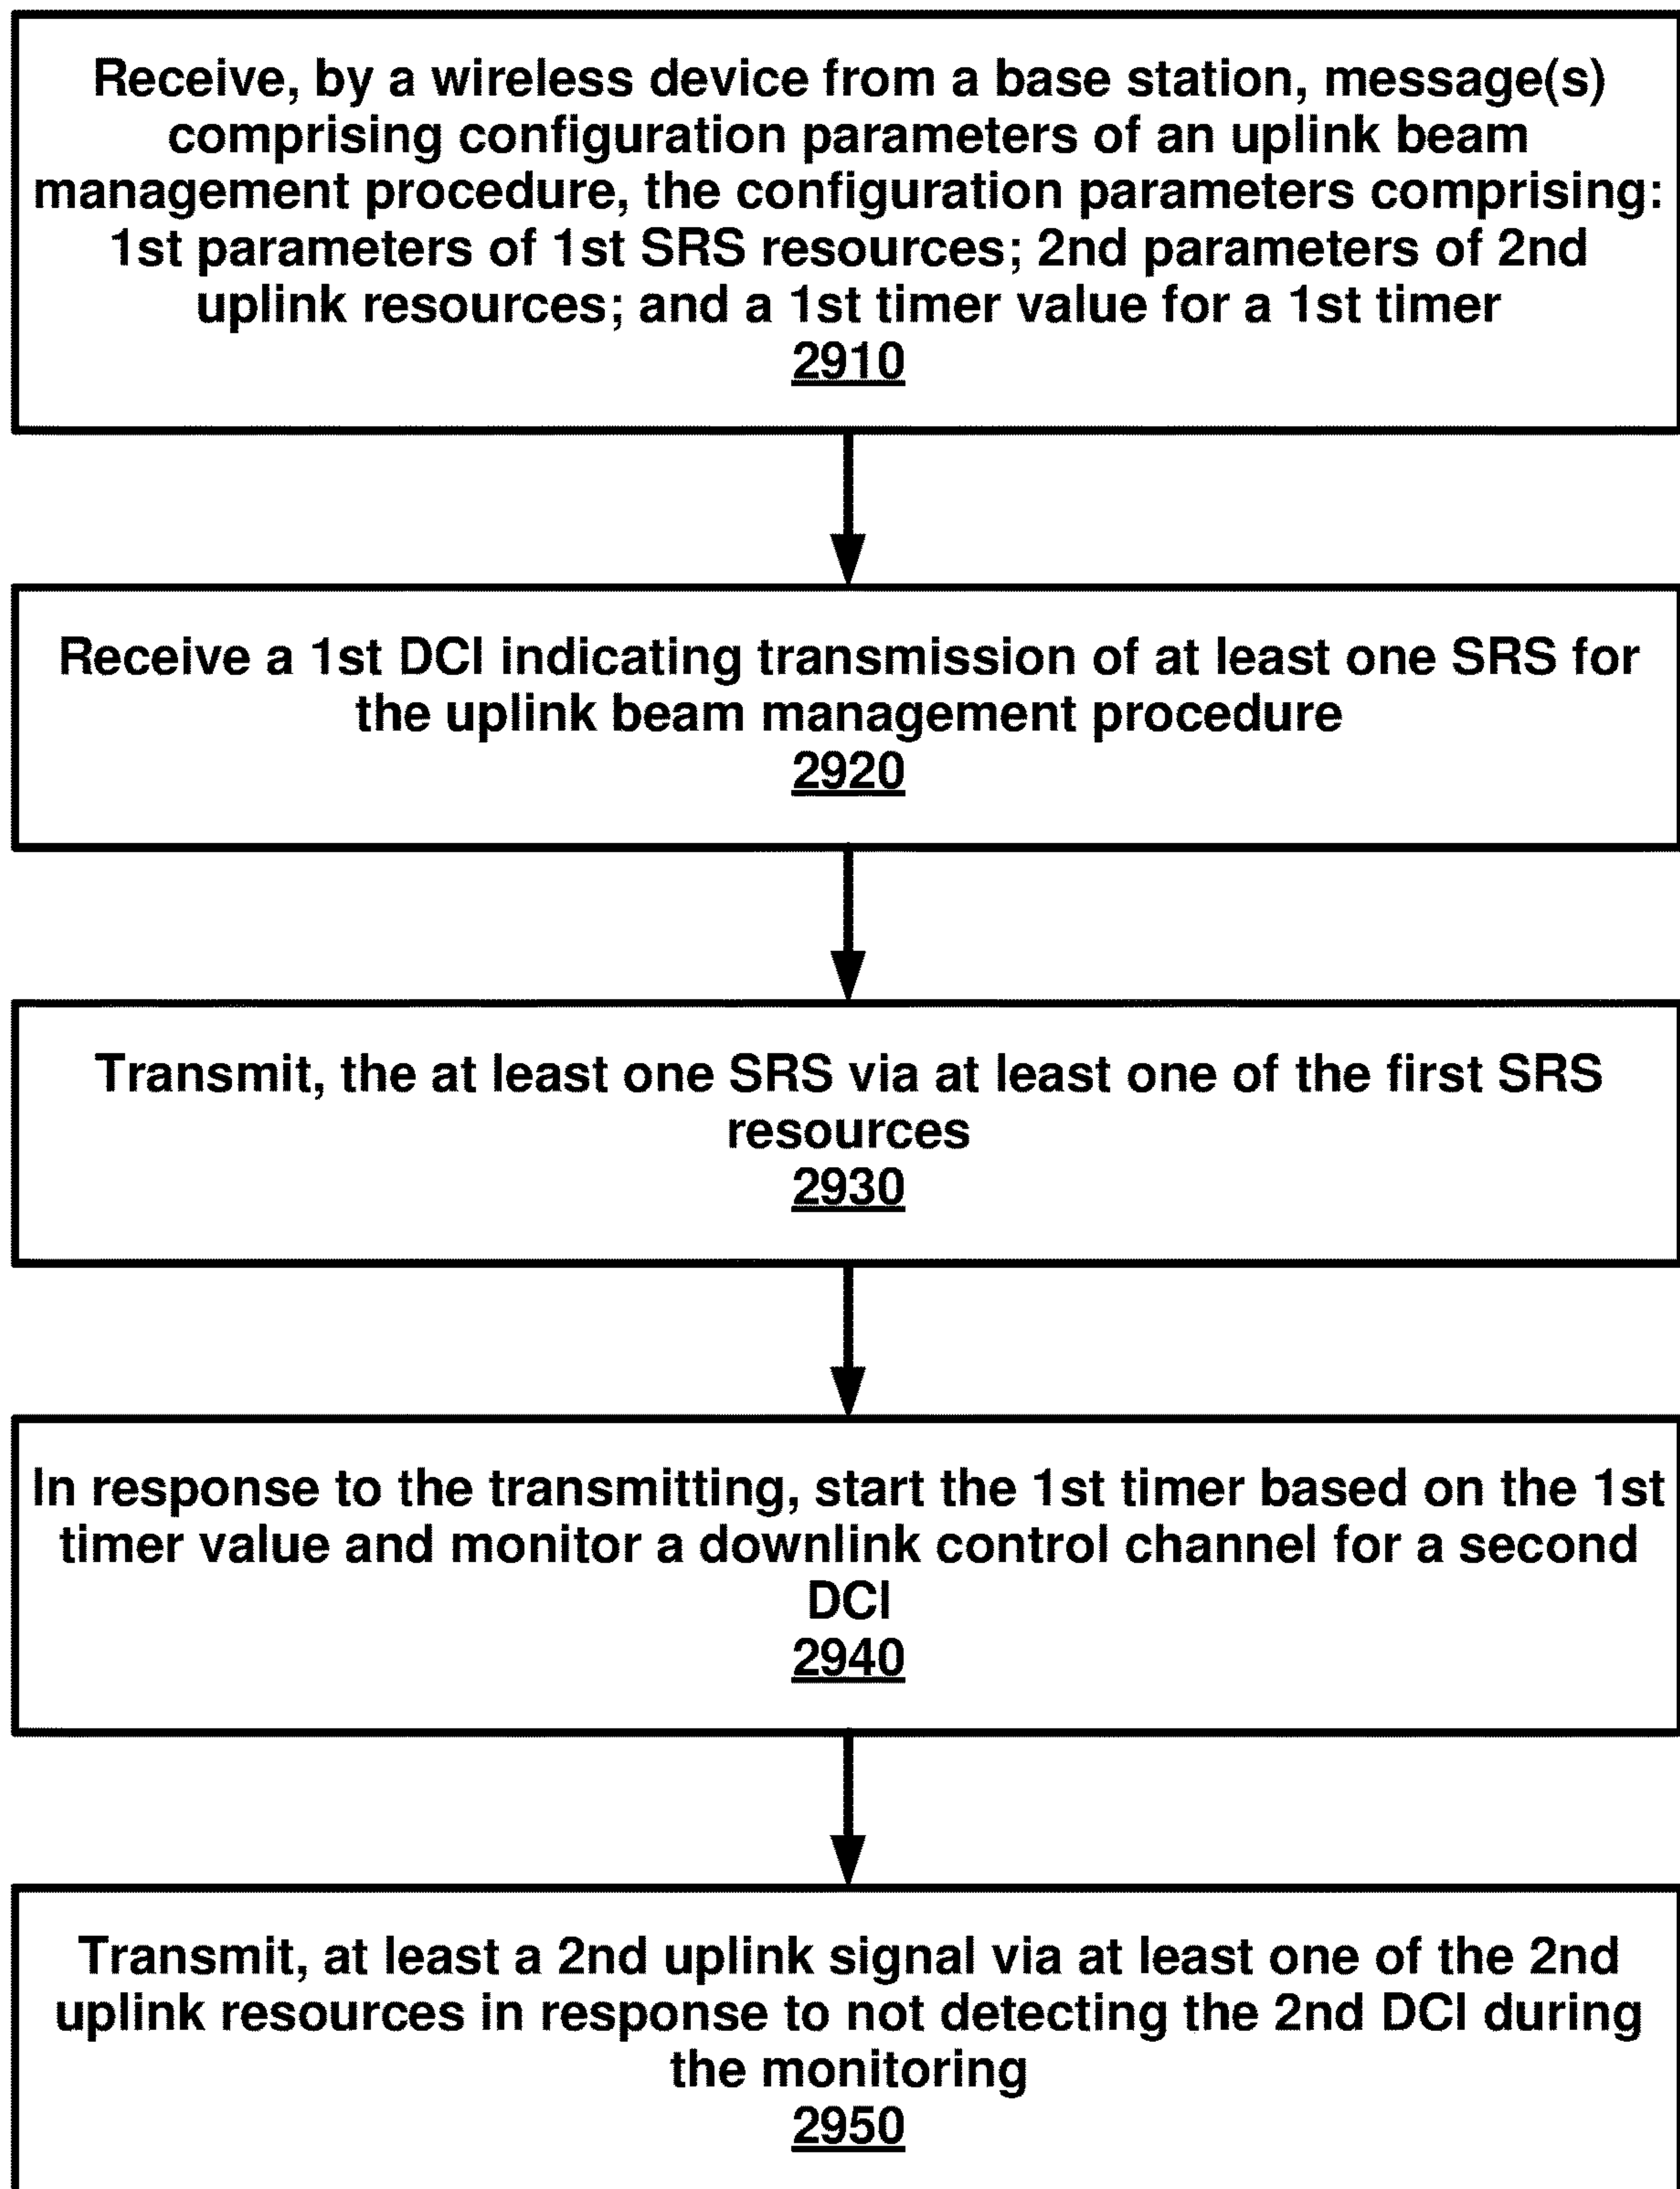 Receive, by a wireless device from a base station, message(s)
comprising configuration parameters of an uplink beam
management procedure, the configuration parameters comprising:
1st parameters of 1st SRS resources; 2nd parameters of 2nd
uplink resources; and a 1st timer value for a 1st timer
2910
Receive a 1st DCI indicating transmission of at least one SRS for
the uplink beam management procedure
2920
Transmit, the at least one SRS via at least one of the first SRS
resources
2930
In response to the transmitting, start the 1st timer based on the 1st
timer value and monitor a downlink control channel for a second
DCI
2940
Transmit, at least a 2nd uplink signal via at least one of the 2nd
uplink resources in response to not detecting the 2nd DCI during
the monitoring
2950